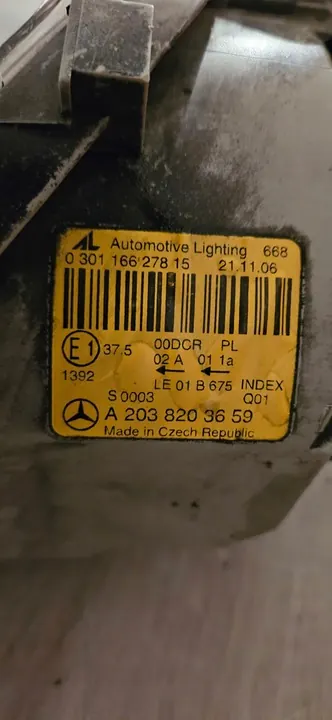 AL Automotive Lighting 668
0 301 166 278 15 21.11.06
E1 37.5 00DCR / PL
02 A 01 1a
1392 LE 01 B 675 INDEX
S 0003 Q01
A 203 820 36 59
Made in Czech Republic